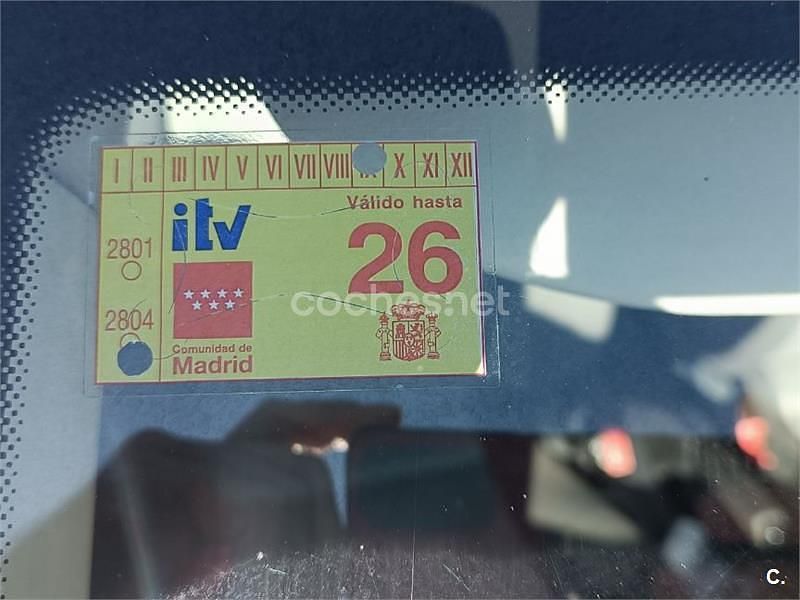 I II III IV V VI VII VIII IX X XI XII
itv
Válido hasta
26
2801
2804
Comunidad de
Madrid
coches.net
C.